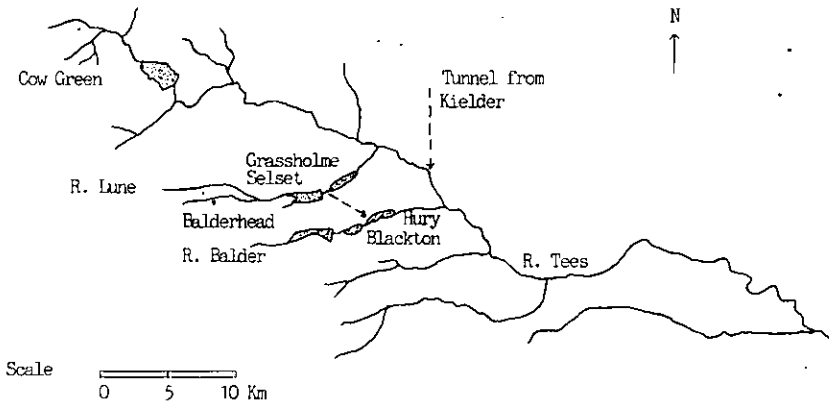 N
Cow Green
Tunnel from
Kielder
Grassholme
Selset
R. Lune
Balderhead
Hury
Blackton
R. Balder
R. Tees
Scale
0 5 10 Km